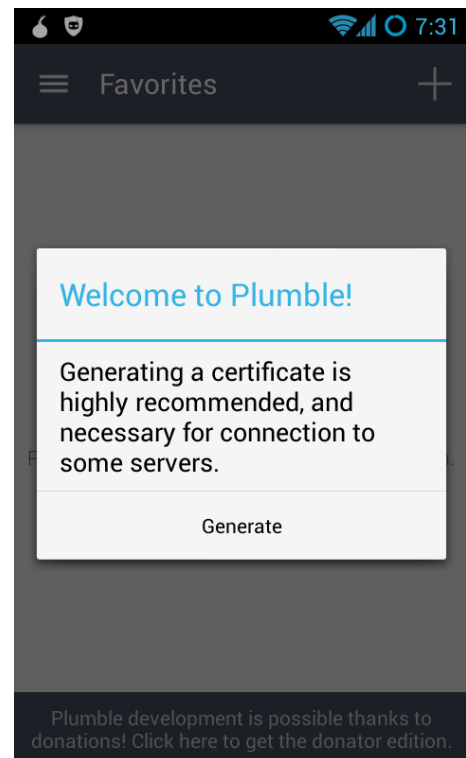 7:31
Favorites
Welcome to Plumble!
Generating a certificate is
highly recommended, and
necessary for connection to
some servers.
Generate
Plumble development is possible thanks to
donations! Click here to get the donator edition.